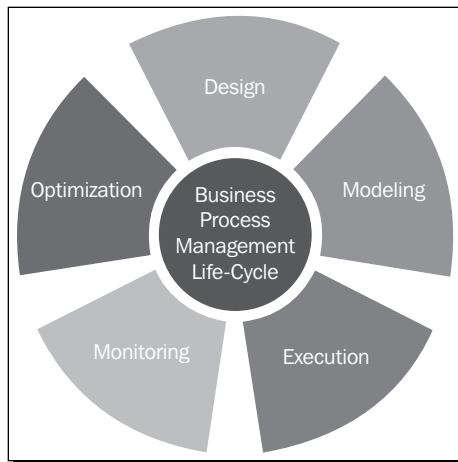 Design
Modeling
Execution
Monitoring
Optimization
Business
Process
Management
Life-Cycle